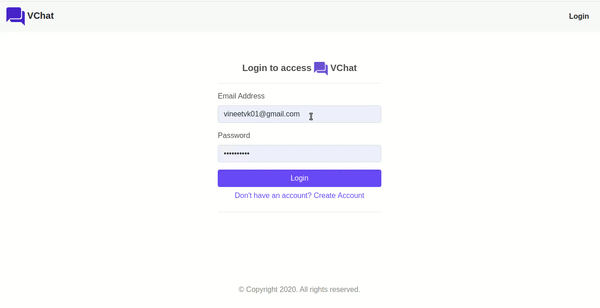 VChat
Login
Login to access VChat
Email Address
vineetvk01@gmail.com
Password
••••••••••
Login
Don't have an account? Create Account
© Copyright 2020. All rights reserved.